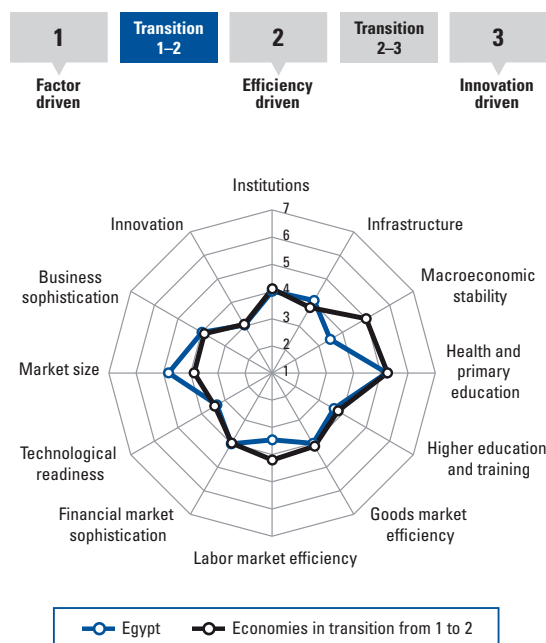 1
Transition
1–2
2
Transition
2–3
3
Factor
driven
Efficiency
driven
Innovation
driven
Institutions
7
Innovation
Infrastructure
6
5
Business
sophistication
Macroeconomic
stability
4
3
2
Market size
1
Health and
primary
education
Technological
readiness
Higher education
and training
Financial market
sophistication
Goods market
efficiency
Labor market efficiency
Egypt
Economies in transition from 1 to 2